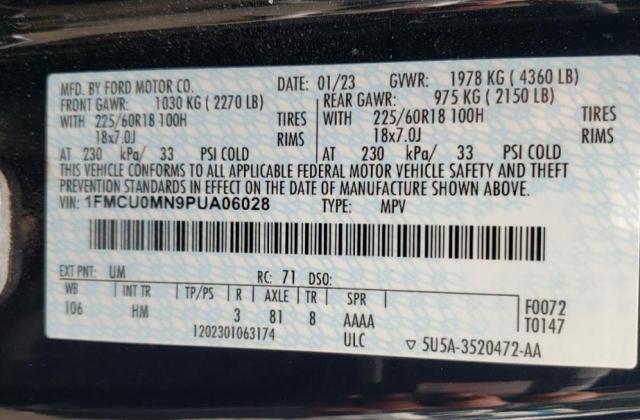 MFD. BY FORD MOTOR CO. DATE: 01/23 GVWR: 1978 KG ( 4360 LB)
FRONT GAWR: 1030 KG ( 2270 LB) REAR GAWR: 975 KG ( 2150 LB)
WITH 225/60R18 100H TIRES WITH 225/60R18 100H TIRES
18x7.0J RIMS 18x7.0J RIMS
AT 230 kPa/ 33 PSI COLD AT 230 kPa/ 33 PSI COLD
THIS VEHICLE CONFORMS TO ALL APPLICABLE FEDERAL MOTOR VEHICLE SAFETY AND THEFT
PREVENTION STANDARDS IN EFFECT ON THE DATE OF MANUFACTURE SHOWN ABOVE.
VIN: 1FMCU0MN9PUA06028 TYPE: MPV
EXT PNT: UM RC: 71 DSO:
WB INT TR TP/PS R AXLE TR SPR F0072
106 HM 3 81 8 AAAA T0147
1202301063174 ULC ▽ 5U5A-3520472-AA